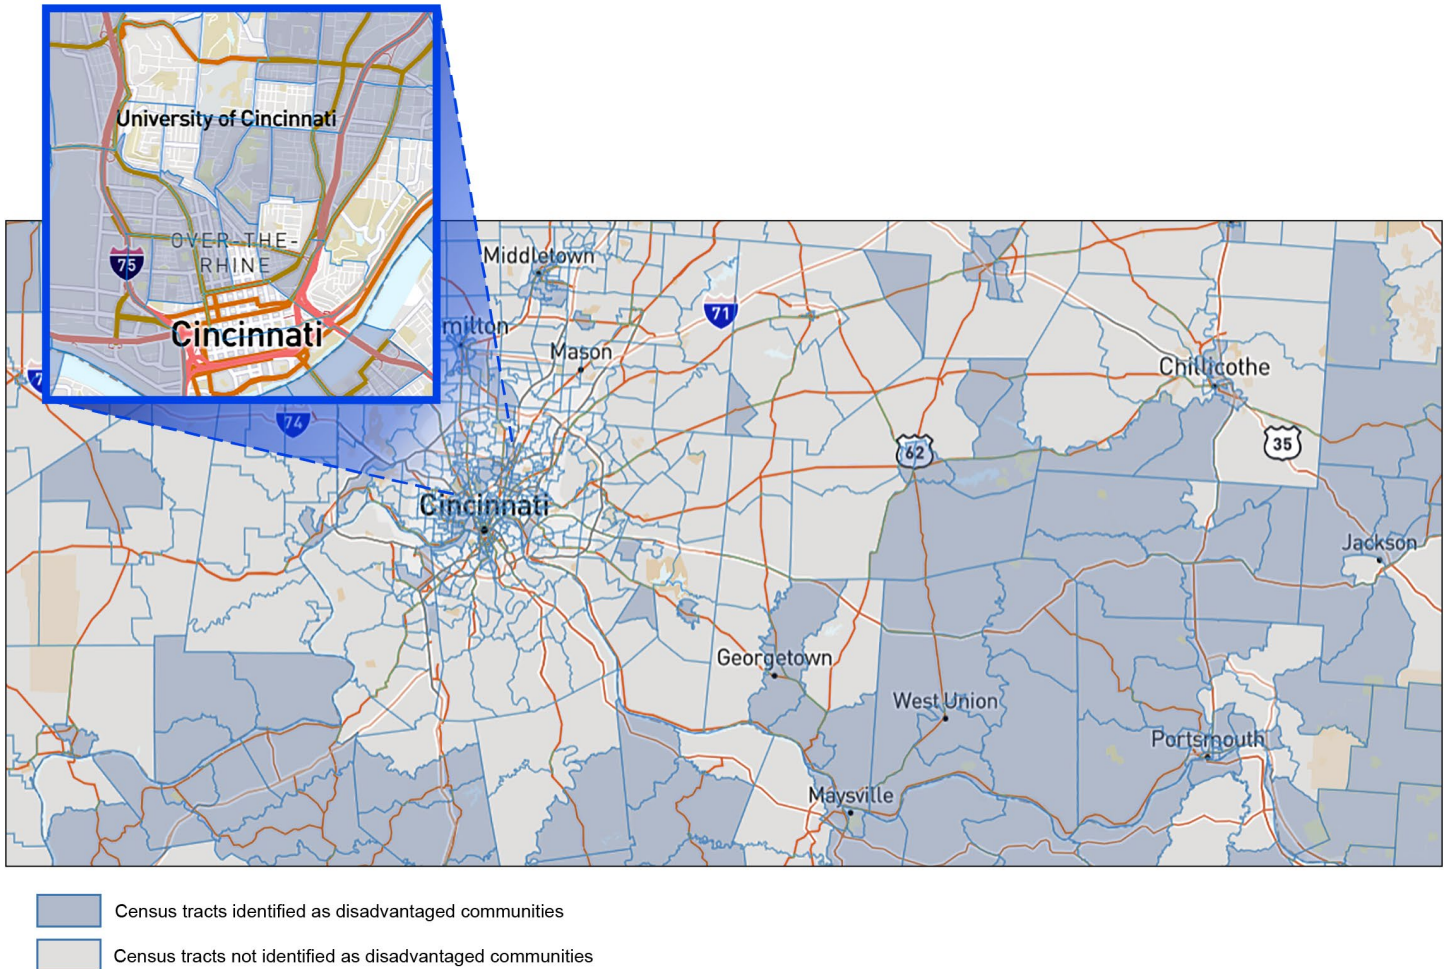 University of Cincinnati
OVER-THE-
RHINE
75
Cincinnati
Middletown
milton
71
Mason
Chillicothe
7
74
62
35
Cincinnati
Jackson
Georgetown
West Union
Portsmouth
Maysville
Census tracts identified as disadvantaged communities
Census tracts not identified as disadvantaged communities